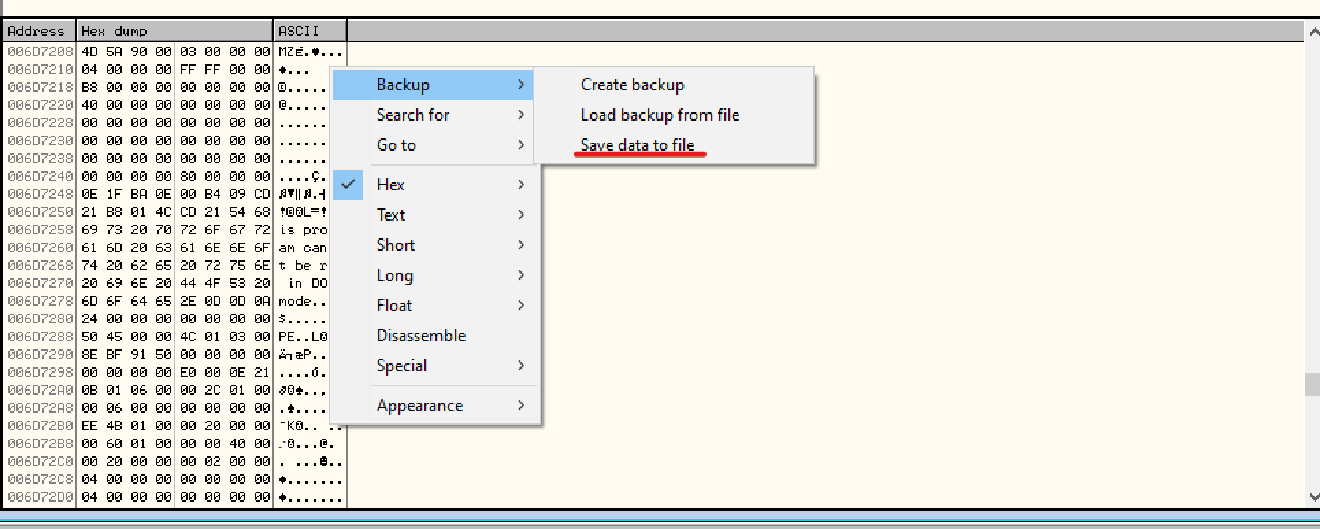 Address Hex dump ASCII
006D7208 4D 5A 90 00 03 00 00 00 MZÉ.♥...
006D7210 04 00 00 00 FF FF 00 00 ♦...
006D7218 B8 00 00 00 00 00 00 00
006D7220 40 00 00 00 00 00 00 00 @.....
006D7228 00 00 00 00 00 00 00 00 ......
006D7230 00 00 00 00 00 00 00 00 ......
006D7238 00 00 00 00 00 00 00 00 ......
006D7240 00 00 00 00 80 00 00 00 ....Ç.
006D7248 0E 1F BA 0E 00 B4 09 CD
006D7250 21 B8 01 4C CD 21 54 68
006D7258 69 73 20 70 72 6F 67 72 is pro
006D7260 61 6D 20 63 61 6E 6E 6F am can
006D7268 74 20 62 65 20 72 75 6E t be r
006D7270 20 69 6E 20 44 4F 53 20 in DO
006D7278 6D 6F 64 65 2E 0D 0D 0A mode..
006D7280 24 00 00 00 00 00 00 00 $.....
006D7288 50 45 00 00 4C 01 03 00 PE..L☺
006D7290 8E BF 91 50 00 00 00 00 Ä┐æP..
006D7298 00 00 00 00 E0 00 0E 21
006D72A0 0B 01 06 00 00 2C 01 00
006D72A8 00 06 00 00 00 00 00 00 .♠....
006D72B0 EE 4B 01 00 00 20 00 00
006D72B8 00 60 01 00 00 00 40 00
006D72C0 00 20 00 00 00 02 00 00
006D72C8 04 00 00 00 00 00 00 00 ♦.......
006D72D0 04 00 00 00 00 00 00 00 ♦.......
Backup
Search for
Go to
Hex
Text
Short
Long
Float
Disassemble
Special
Appearance
Create backup
Load backup from file
Save data to file